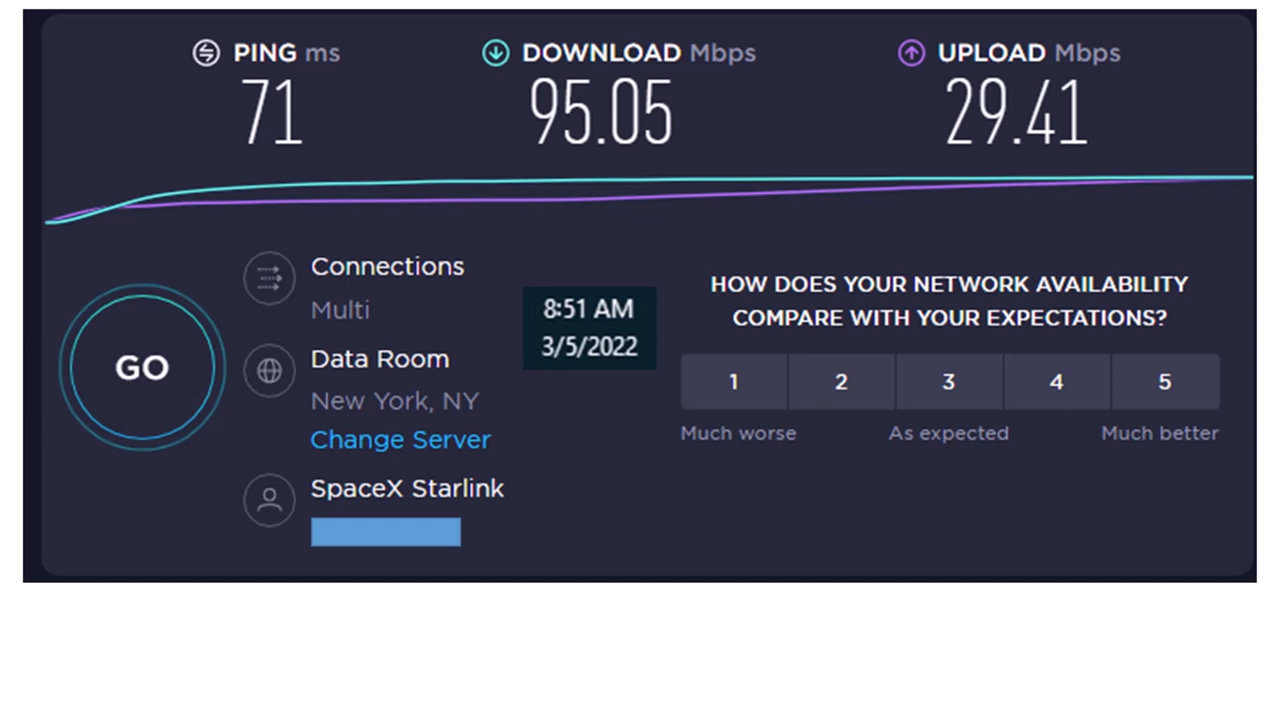 PING ms
71
DOWNLOAD Mbps
95.05
UPLOAD Mbps
29.41
GO
Connections
Multi
Data Room
New York, NY
Change Server
SpaceX Starlink
8:51 AM
3/5/2022
HOW DOES YOUR NETWORK AVAILABILITY
COMPARE WITH YOUR EXPECTATIONS?
1 2 3 4 5
Much worse As expected Much better